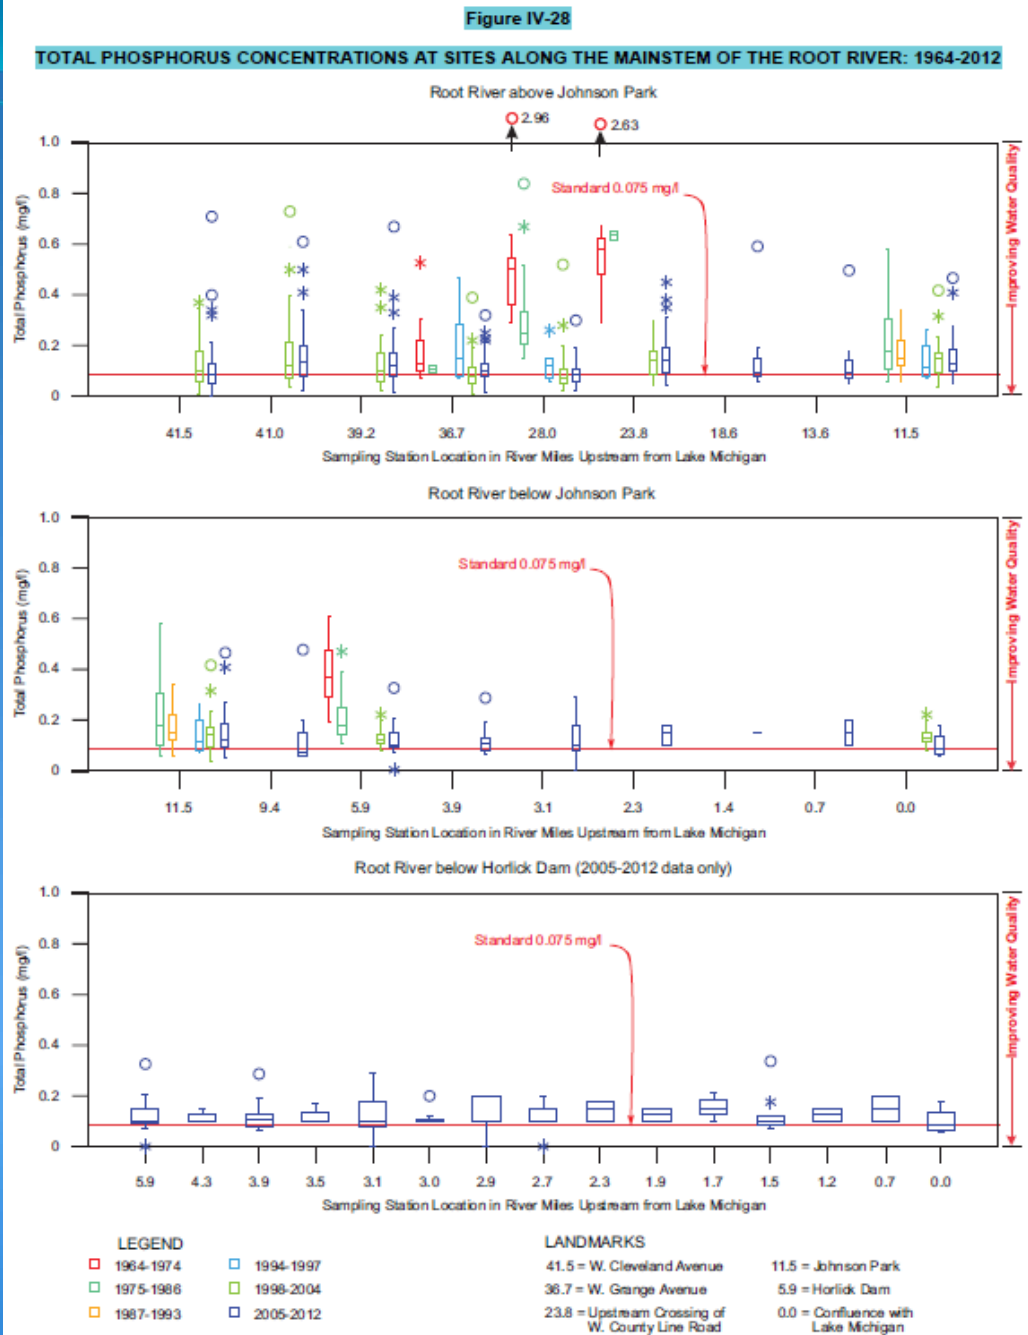 Figure IV-28
TOTAL PHOSPHORUS CONCENTRATIONS AT SITES ALONG THE MAINSTEM OF THE ROOT RIVER: 1964-2012
Root River above Johnson Park
2.96
2.63
1.0
0.8
0.6
0.4
0.2
0
Total Phosphorus (mg/l)
Standard 0.075 mg/l
Improving Water Quality
41.5 41.0 39.2 36.7 28.0 23.8 18.6 13.6 11.5
Sampling Station Location in River Miles Upstream from Lake Michigan
Root River below Johnson Park
1.0
0.8
0.6
0.4
0.2
0
Total Phosphorus (mg/l)
Standard 0.075 mg/l
Improving Water Quality
11.5 9.4 5.9 3.9 3.1 2.3 1.4 0.7 0.0
Sampling Station Location in River Miles Upstream from Lake Michigan
Root River below Horlick Dam (2005-2012 data only)
1.0
0.8
0.6
0.4
0.2
0
Total Phosphorus (mg/l)
Standard 0.075 mg/l
Improving Water Quality
5.9 4.3 3.9 3.5 3.1 3.0 2.9 2.7 2.3 1.9 1.7 1.5 1.2 0.7 0.0
Sampling Station Location in River Miles Upstream from Lake Michigan
LEGEND
1964-1974
1975-1986
1987-1993
1994-1997
1998-2004
2005-2012
LANDMARKS
41.5 = W. Cleveland Avenue
36.7 = W. Grange Avenue
23.8 = Upstream Crossing of
W. County Line Road
11.5 = Johnson Park
5.9 = Horlick Dam
0.0 = Confluence with
Lake Michigan